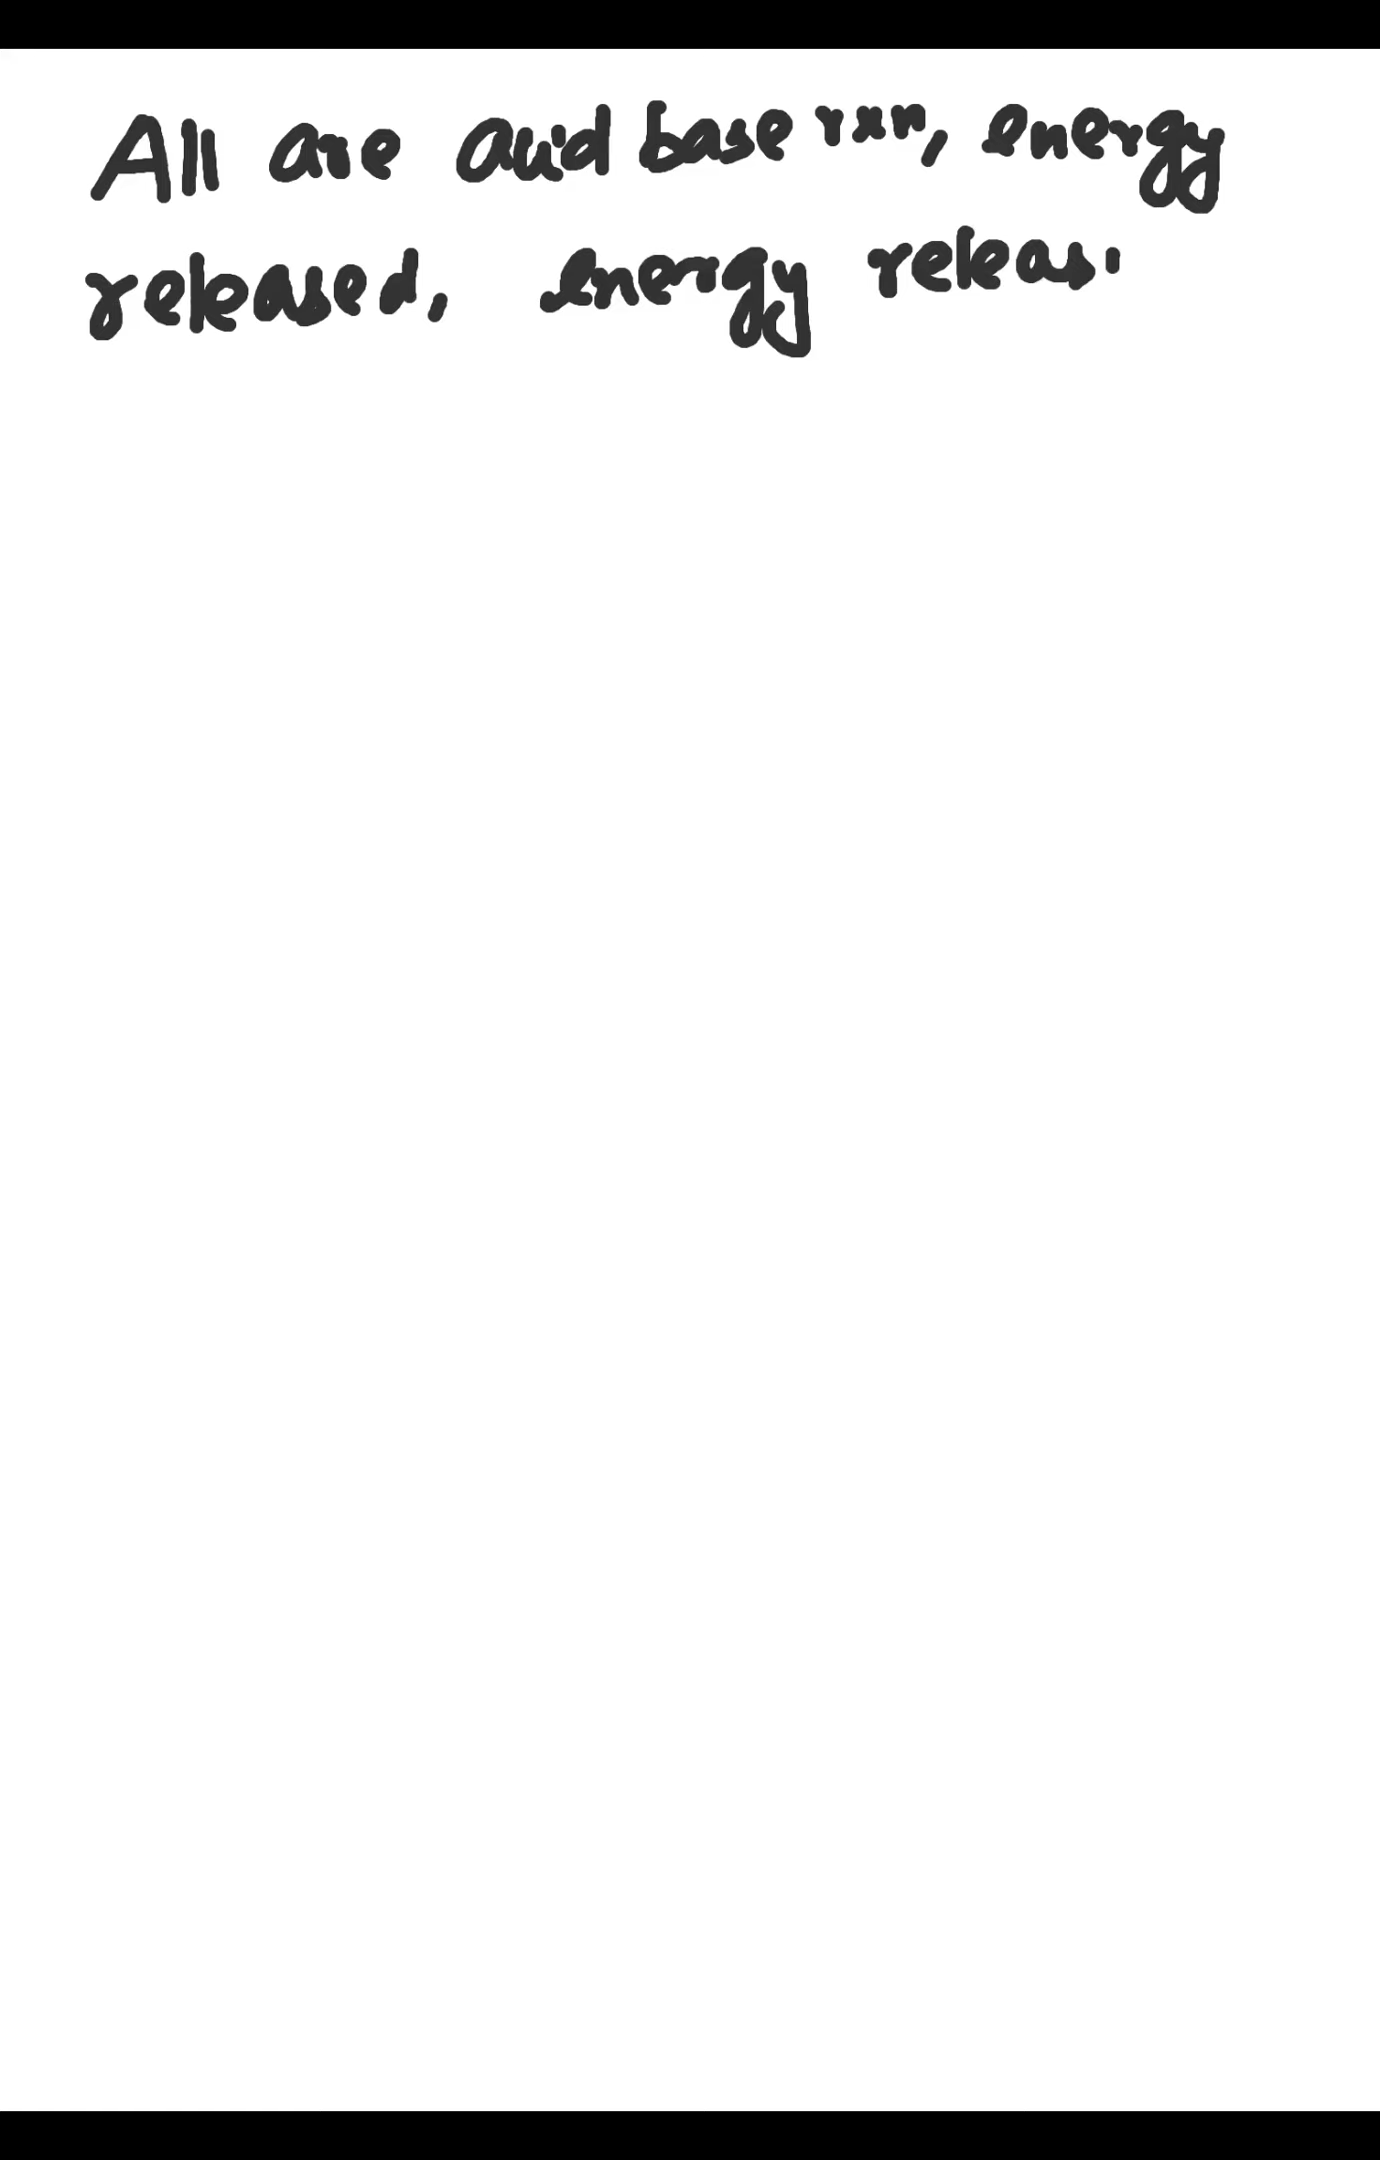 All are acid base rxn, energy
released, energy releas.